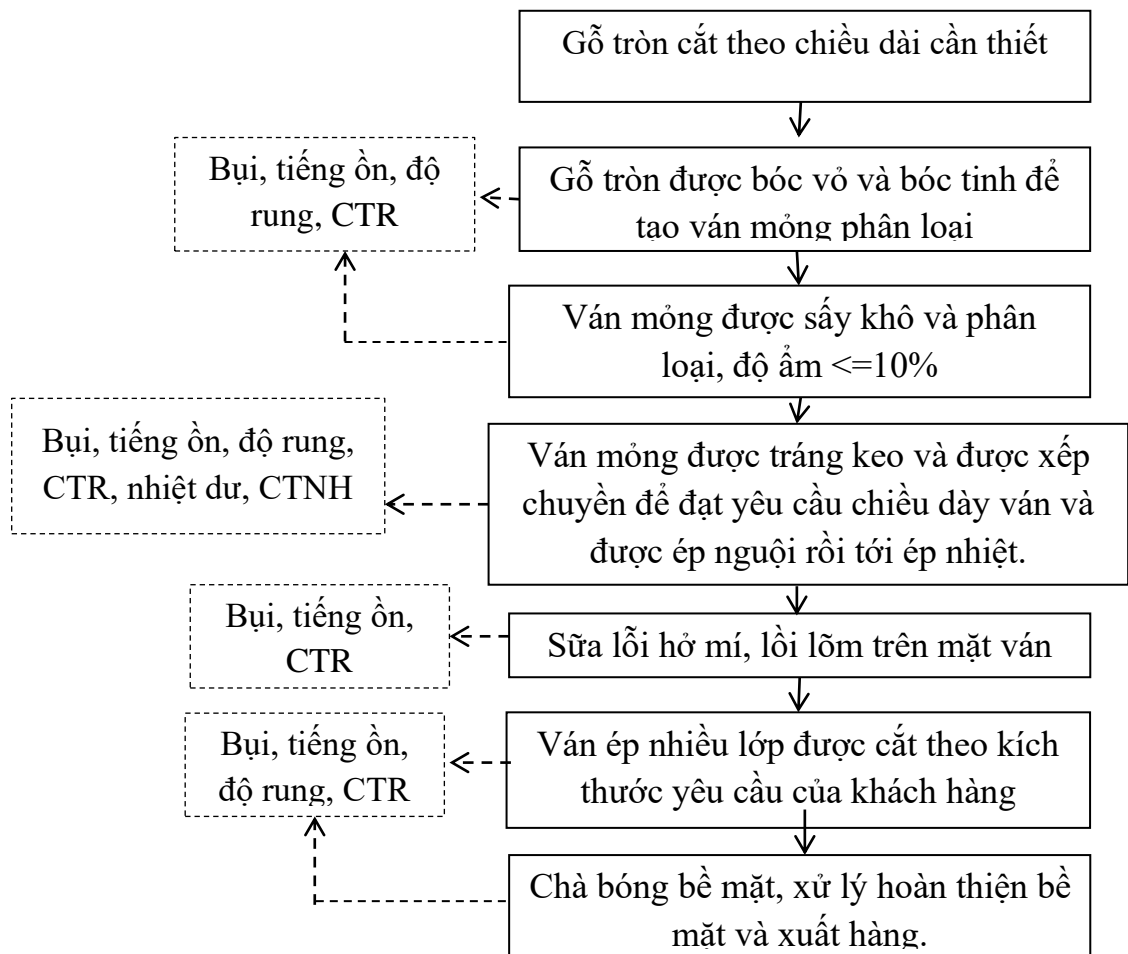 Gỗ tròn cắt theo chiều dài cần thiết
Bụi, tiếng ồn, độ
rung, CTR
Gỗ tròn được bóc vỏ và bóc tinh để
tạo ván mỏng phân loại
Ván mỏng được sấy khô và phân
loại, độ ẩm <=10%
Bụi, tiếng ồn, độ rung,
CTR, nhiệt dư, CTNH
Ván mỏng được tráng keo và được xếp
chuyền để đạt yêu cầu chiều dày ván và
được ép nguội rồi tới ép nhiệt.
Bụi, tiếng ồn,
CTR
Sữa lỗi hở mí, lồi lõm trên mặt ván
Bụi, tiếng ồn,
độ rung, CTR
Ván ép nhiều lớp được cắt theo kích
thước yêu cầu của khách hàng
Chà bóng bề mặt, xử lý hoàn thiện bề
mặt và xuất hàng.